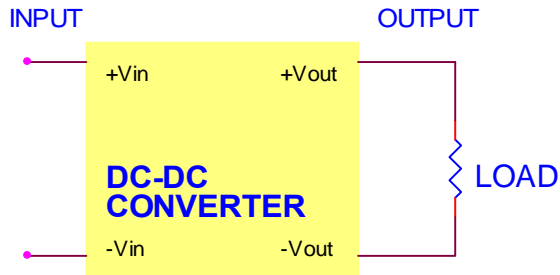 INPUT
OUTPUT
+Vin
+Vout
DC-DC
CONVERTER
LOAD
-Vin
-Vout